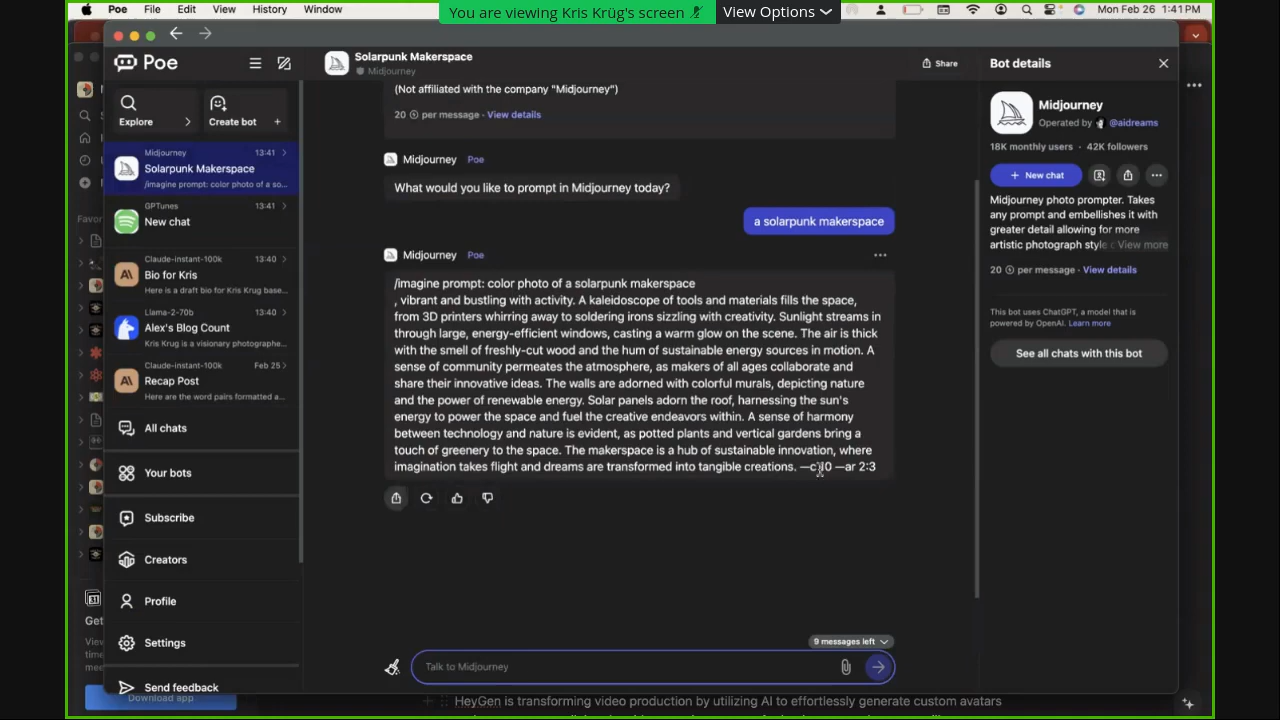 Poe File Edit View History Window
You are viewing Kris Krüg's screen View Options
Mon Feb 26 1:41 PM
Poe
Explore
Create bot +
Midjourney 13:41
Solarpunk Makerspace
/imagine prompt: color photo of a so...
GPTunes 13:41
New chat
Claude-instant-100k 13:40
Bio for Kris
Here is a draft bio for Kris Krug base...
Llama-2-70b 13:40
Alex's Blog Count
Kris Krug is a visionary photographe...
Claude-instant-100k Feb 25
Recap Post
Here are the word pairs formatted a...
All chats
Your bots
Subscribe
Creators
Profile
Settings
Send feedback
Favor
Get
View
time
mee
Download app
Solarpunk Makerspace
Midjourney
Share
(Not affiliated with the company "Midjourney")
20 per message · View details
Midjourney Poe
What would you like to prompt in Midjourney today?
a solarpunk makerspace
Midjourney Poe
/imagine prompt: color photo of a solarpunk makerspace
, vibrant and bustling with activity. A kaleidoscope of tools and materials fills the space,
from 3D printers whirring away to soldering irons sizzling with creativity. Sunlight streams in
through large, energy-efficient windows, casting a warm glow on the scene. The air is thick
with the smell of freshly-cut wood and the hum of sustainable energy sources in motion. A
sense of community permeates the atmosphere, as makers of all ages collaborate and
share their innovative ideas. The walls are adorned with colorful murals, depicting nature
and the power of renewable energy. Solar panels adorn the roof, harnessing the sun's
energy to power the space and fuel the creative endeavors within. A sense of harmony
between technology and nature is evident, as potted plants and vertical gardens bring a
touch of greenery to the space. The makerspace is a hub of sustainable innovation, where
imagination takes flight and dreams are transformed into tangible creations. —c 10 —ar 2:3
9 messages left
Talk to Midjourney
HeyGen is transforming video production by utilizing AI to effortlessly generate custom avatars
Bot details
Midjourney
Operated by @aidreams
18K monthly users · 42K followers
+ New chat
Midjourney photo prompter. Takes
any prompt and embellishes it with
greater detail allowing for more
artistic photograph style View more
20 per message · View details
This bot uses ChatGPT, a model that is
powered by OpenAI. Learn more
See all chats with this bot